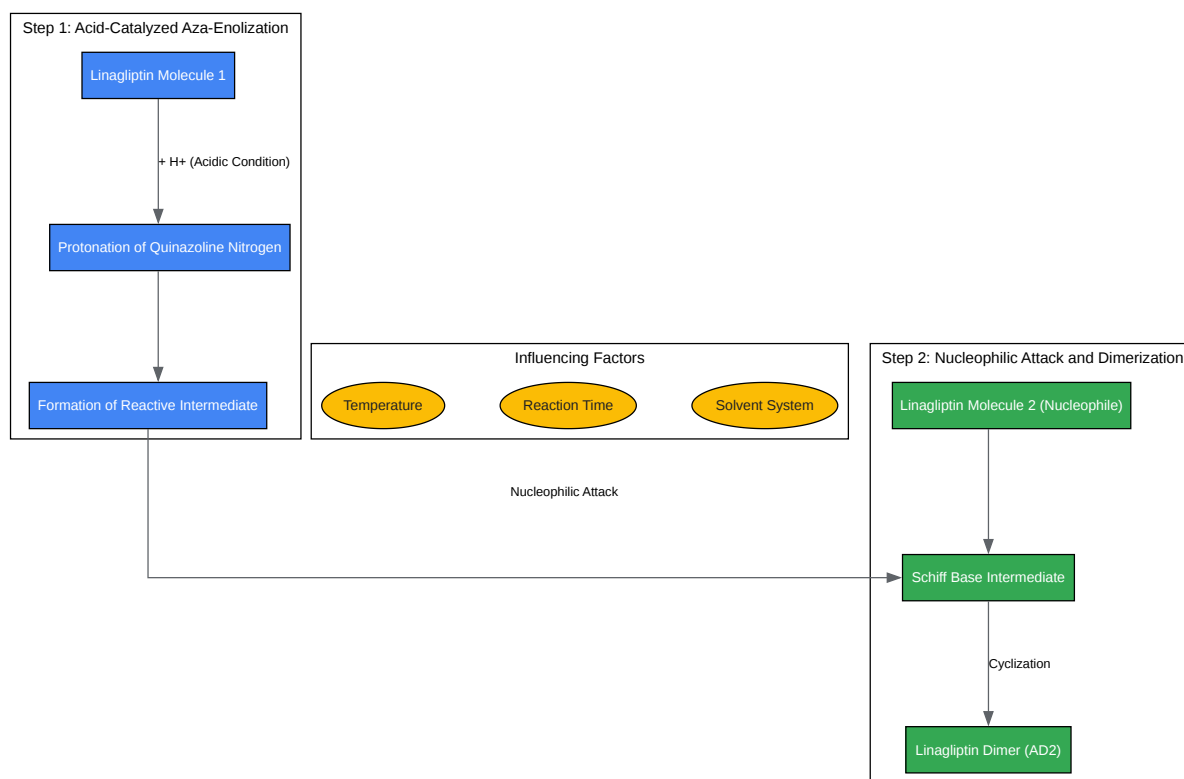 Step 1: Acid-Catalyzed Aza-Enolization
Linagliptin Molecule 1
+ H+ (Acidic Condition)
Protonation of Quinazoline Nitrogen
Formation of Reactive Intermediate
Influencing Factors
Temperature
Reaction Time
Solvent System
Nucleophilic Attack
Step 2: Nucleophilic Attack and Dimerization
Linagliptin Molecule 2 (Nucleophile)
Schiff Base Intermediate
Cyclization
Linagliptin Dimer (AD2)